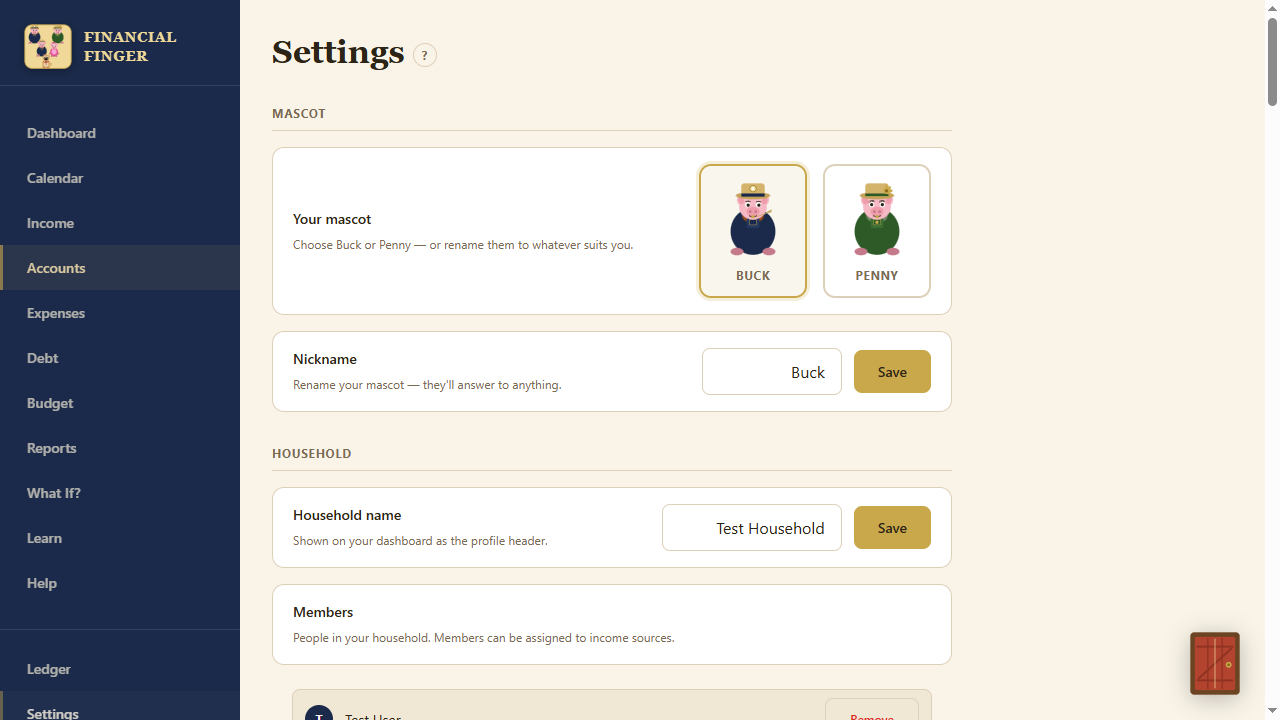 FINANCIAL
FINGER
Dashboard
Calendar
Income
Accounts
Expenses
Debt
Budget
Reports
What If?
Learn
Help
Ledger
Settings
Settings ?
MASCOT
Your mascot
Choose Buck or Penny — or rename them to whatever suits you.
BUCK
PENNY
Nickname
Rename your mascot — they'll answer to anything.
Buck
Save
HOUSEHOLD
Household name
Shown on your dashboard as the profile header.
Test Household
Save
Members
People in your household. Members can be assigned to income sources.
T
Test User
Remove